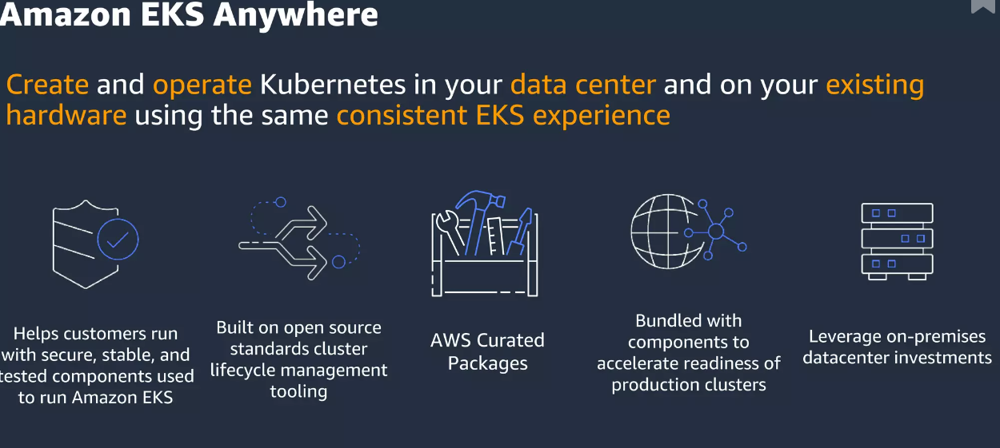 Amazon EKS Anywhere
Create and operate Kubernetes in your data center and on your existing
hardware using the same consistent EKS experience
Helps customers run
with secure, stable, and
tested components used
to run Amazon EKS
Built on open source
standards cluster
lifecycle management
tooling
AWS Curated
Packages
Bundled with
components to
accelerate readiness of
production clusters
Leverage on-premises
datacenter investments